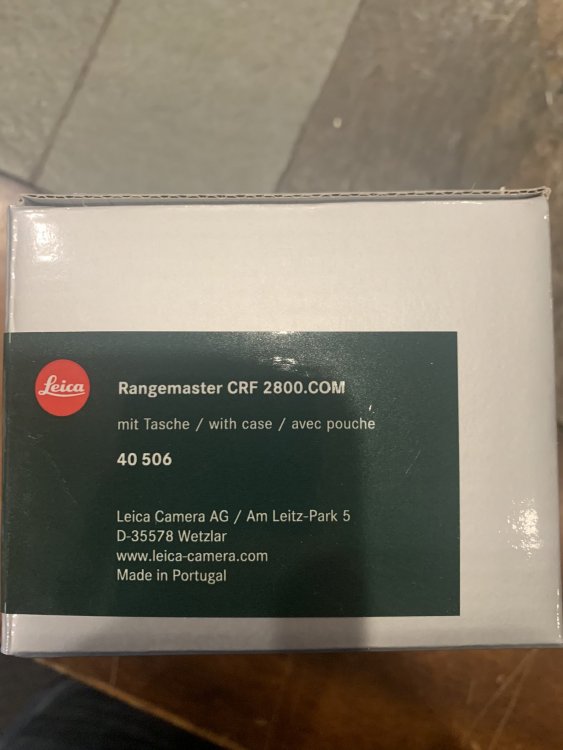 Leica
Rangemaster CRF 2800.COM
mit Tasche / with case / avec pouche
40 506
Leica Camera AG / Am Leitz-Park 5
D-35578 Wetzlar
www.leica-camera.com
Made in Portugal